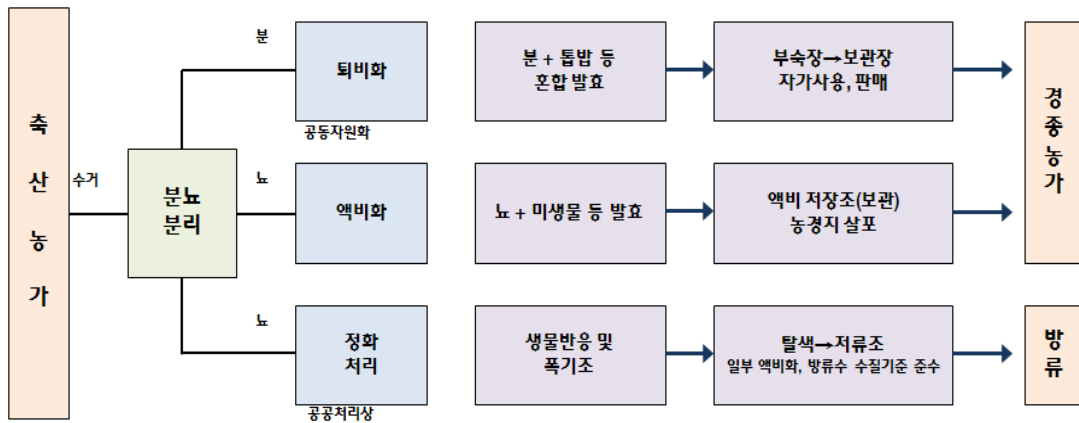 축
산
농
가
수거
분뇨
분리
분
퇴비화
공동자원화
분 + 톱밥 등
혼합 발효
부숙장→보관장
자가사용, 판매
뇨
액비화
뇨 + 미생물 등 발효
액비 저장조(보관)
농경지 살포
경
종
농
가
뇨
정화
처리
공공처리상
생물반응 및
폭기조
탈색→저류조
일부 액비화, 방류수 수질기준 준수
방
류